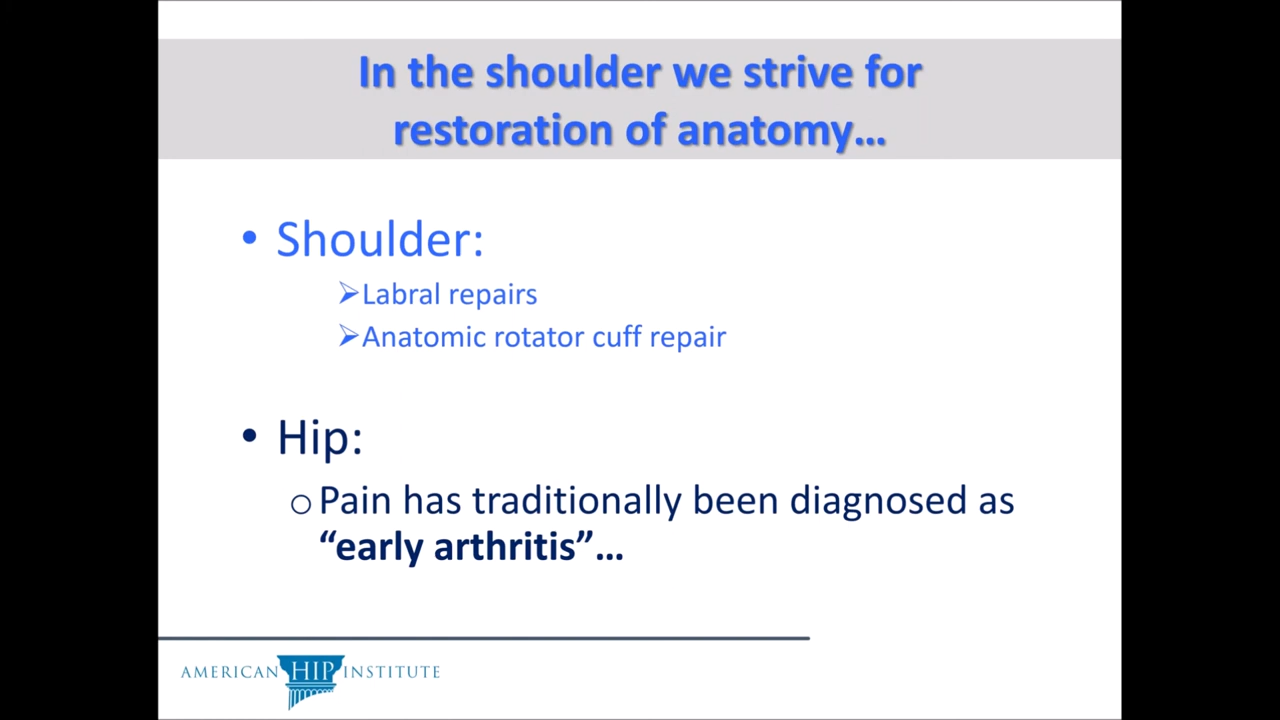 In the shoulder we strive for
restoration of anatomy…
• Shoulder:
➢Labral repairs
➢Anatomic rotator cuff repair
• Hip:
o Pain has traditionally been diagnosed as
“early arthritis”…
AMERICAN HIP INSTITUTE